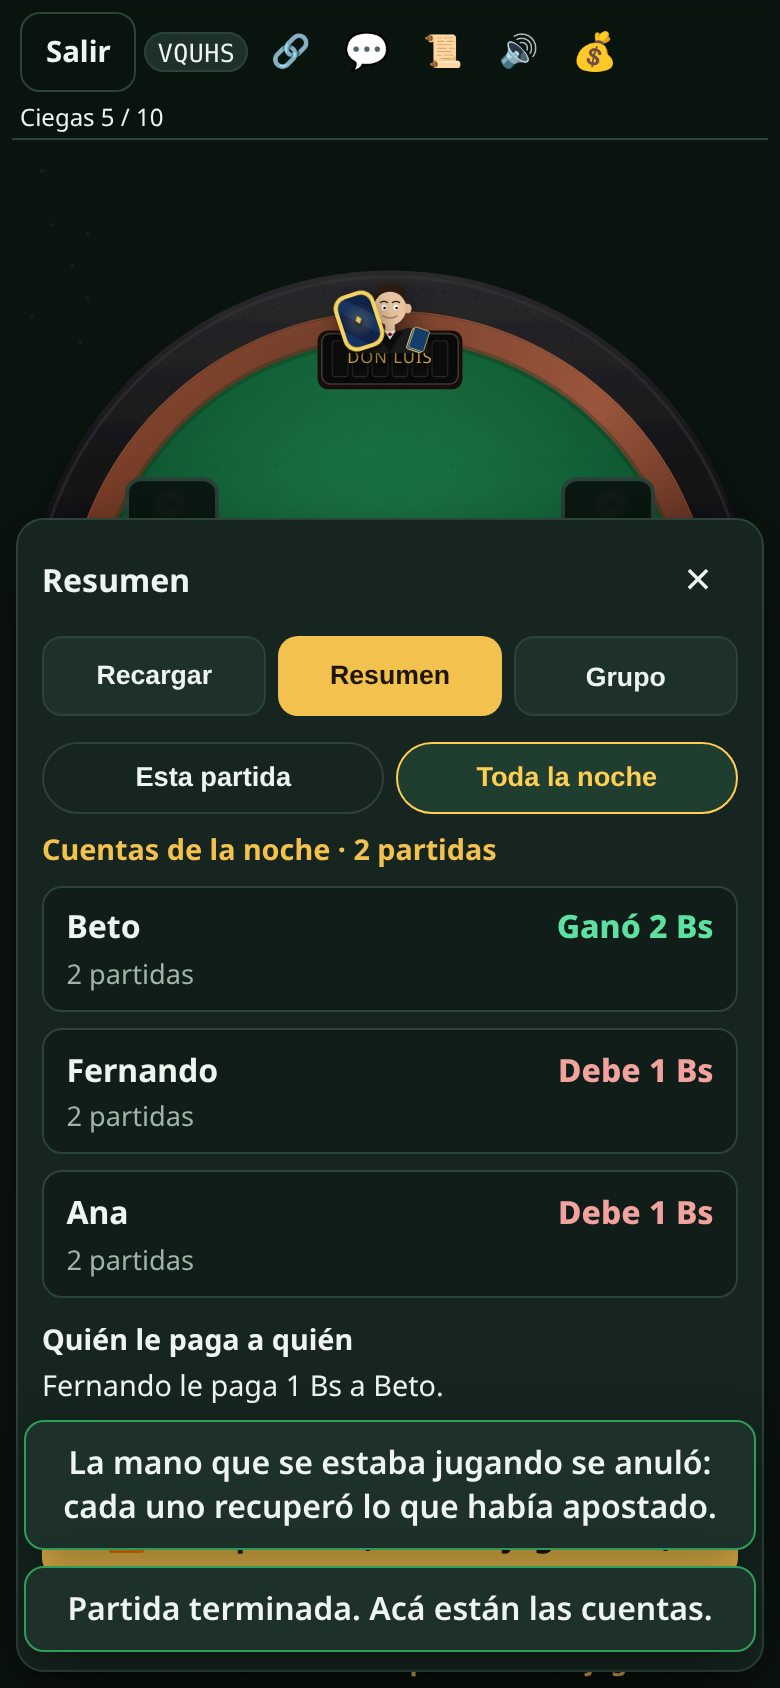 Salir
VQUHS
Ciegas 5 / 10
DON LUIS
Resumen
Recargar
Resumen
Grupo
Esta partida
Toda la noche
Cuentas de la noche · 2 partidas
Beto
Ganó 2 Bs
2 partidas
Fernando
Debe 1 Bs
2 partidas
Ana
Debe 1 Bs
2 partidas
Quién le paga a quién
Fernando le paga 1 Bs a Beto.
La mano que se estaba jugando se anuló:
cada uno recuperó lo que había apostado.
Partida terminada. Acá están las cuentas.